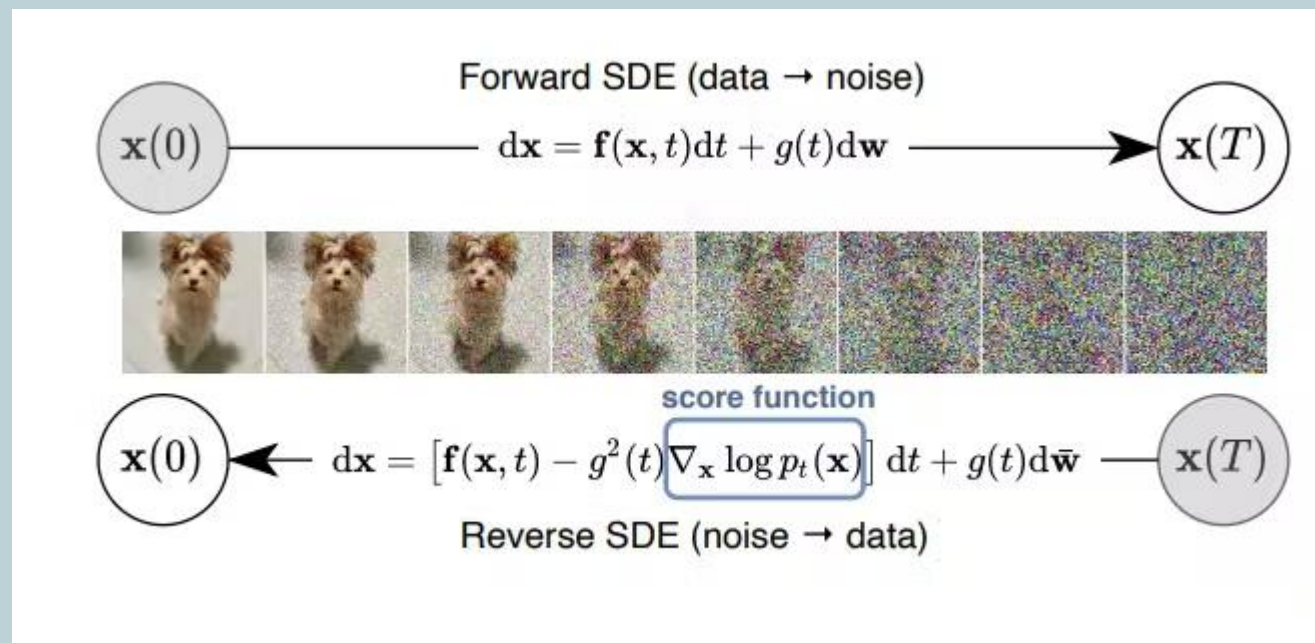 Forward SDE (data → noise)
x(0) dx = f(x, t)dt + g(t)dw x(T)
score function
x(0) dx = [f(x, t) − g²(t)∇ₓ log pₜ(x)] dt + g(t)dw̄ x(T)
Reverse SDE (noise → data)